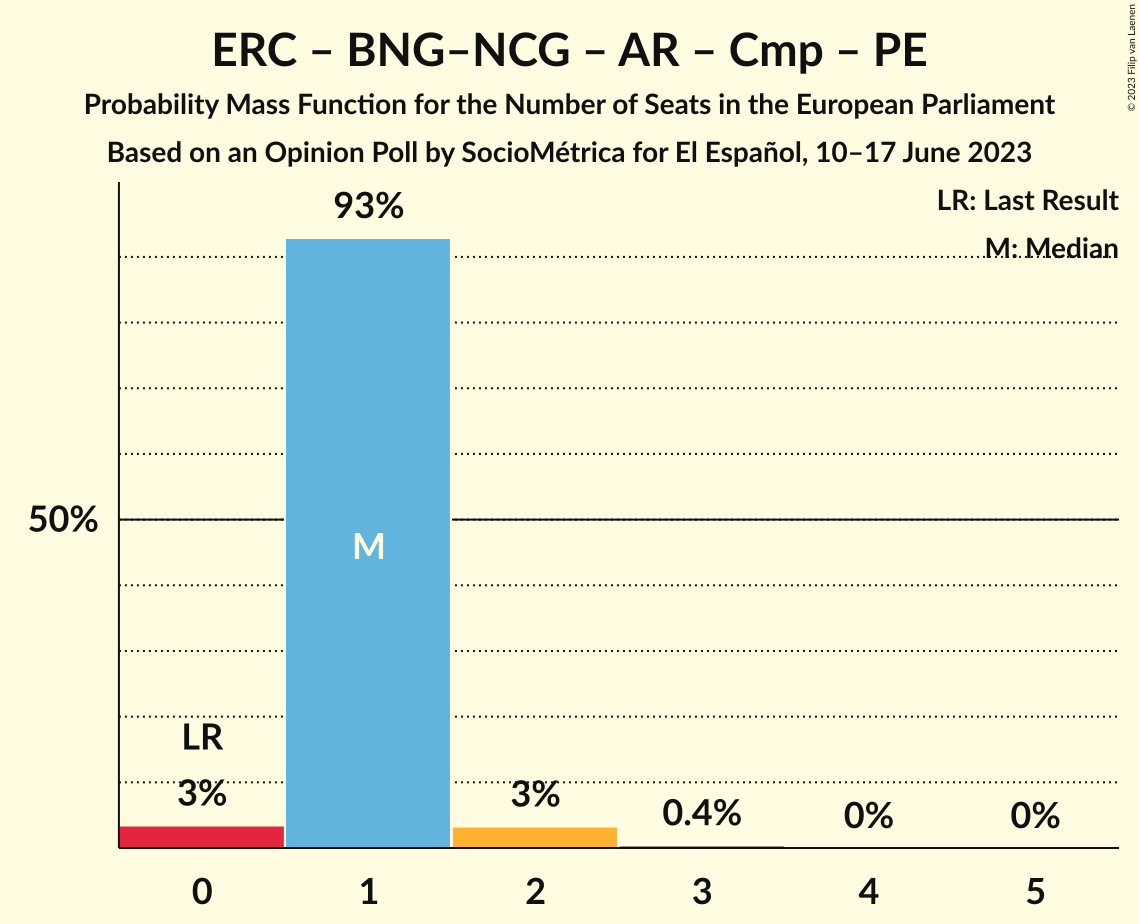 ERC – BNG–NCG – AR – Cmp – PE
Probability Mass Function for the Number of Seats in the European Parliament
Based on an Opinion Poll by SocioMétrica for El Español, 10–17 June 2023
© 2023 Filip van Laenen
LR: Last Result
M: Median
93%
50%
M
LR
3%
3%
0.4%
0%
0%
0 1 2 3 4 5